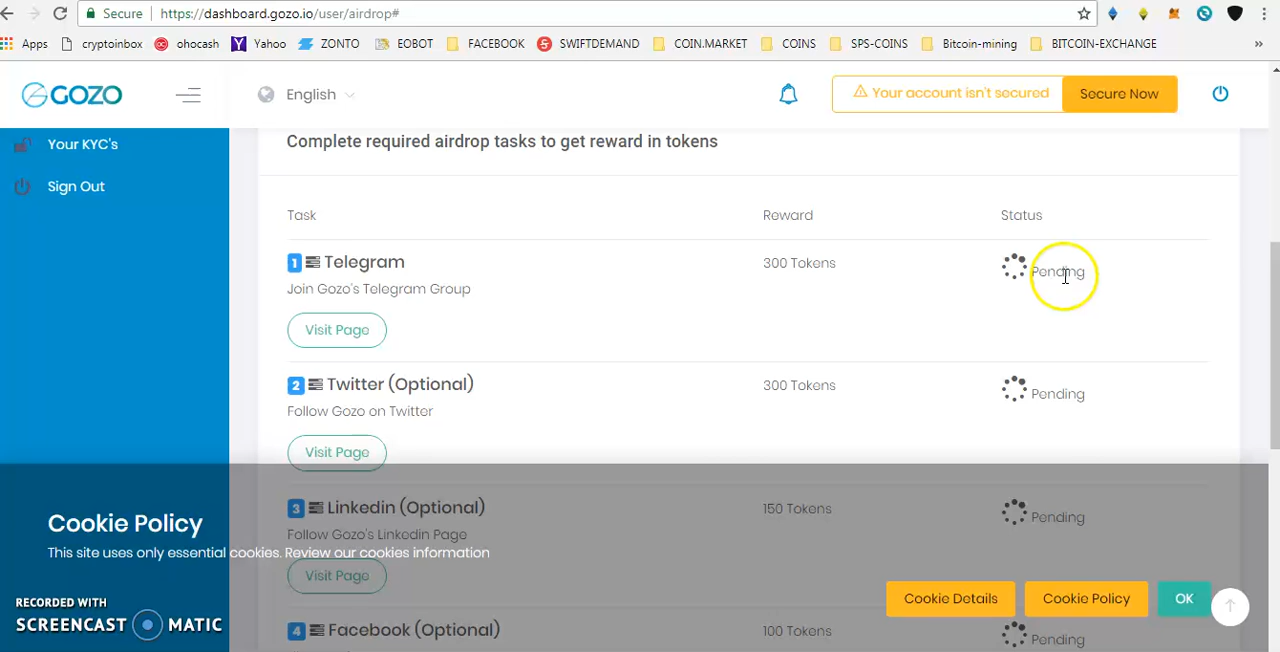 Secure
https://dashboard.gozo.io/user/airdrop#
Apps cryptoinbox ohocash Yahoo ZONTO EOBOT FACEBOOK SWIFTDEMAND COIN.MARKET COINS SPS-COINS Bitcoin-mining BITCOIN-EXCHANGE »
GOZO
English
Your account isn't secured
Secure Now
Your KYC's
Sign Out
Complete required airdrop tasks to get reward in tokens
Task Reward Status
1 Telegram 300 Tokens Pending
Join Gozo's Telegram Group
Visit Page
2 Twitter (Optional) 300 Tokens Pending
Follow Gozo on Twitter
Visit Page
3 Linkedin (Optional) 150 Tokens Pending
Follow Gozo's Linkedin Page
Visit Page
4 Facebook (Optional) 100 Tokens Pending
Cookie Policy
This site uses only essential cookies. Review our cookies information
Cookie Details
Cookie Policy
OK
RECORDED WITH
SCREENCAST MATIC